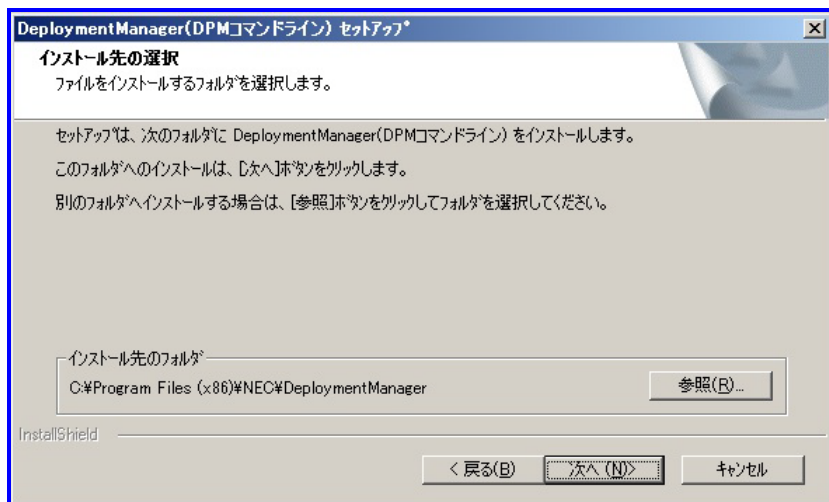 DeploymentManager(DPMコマンドライン) セットアップ
インストール先の選択
ファイルをインストールするフォルダを選択します。
セットアップは、次のフォルダに DeploymentManager(DPMコマンドライン) をインストールします。
このフォルダへのインストールは、[次へ]ボタンをクリックします。
別のフォルダへインストールする場合は、[参照]ボタンをクリックしてフォルダを選択してください。
インストール先のフォルダ
C:¥Program Files (x86)¥NEC¥DeploymentManager
参照(R)...
InstallShield
< 戻る(B) 次へ (N)> キャンセル